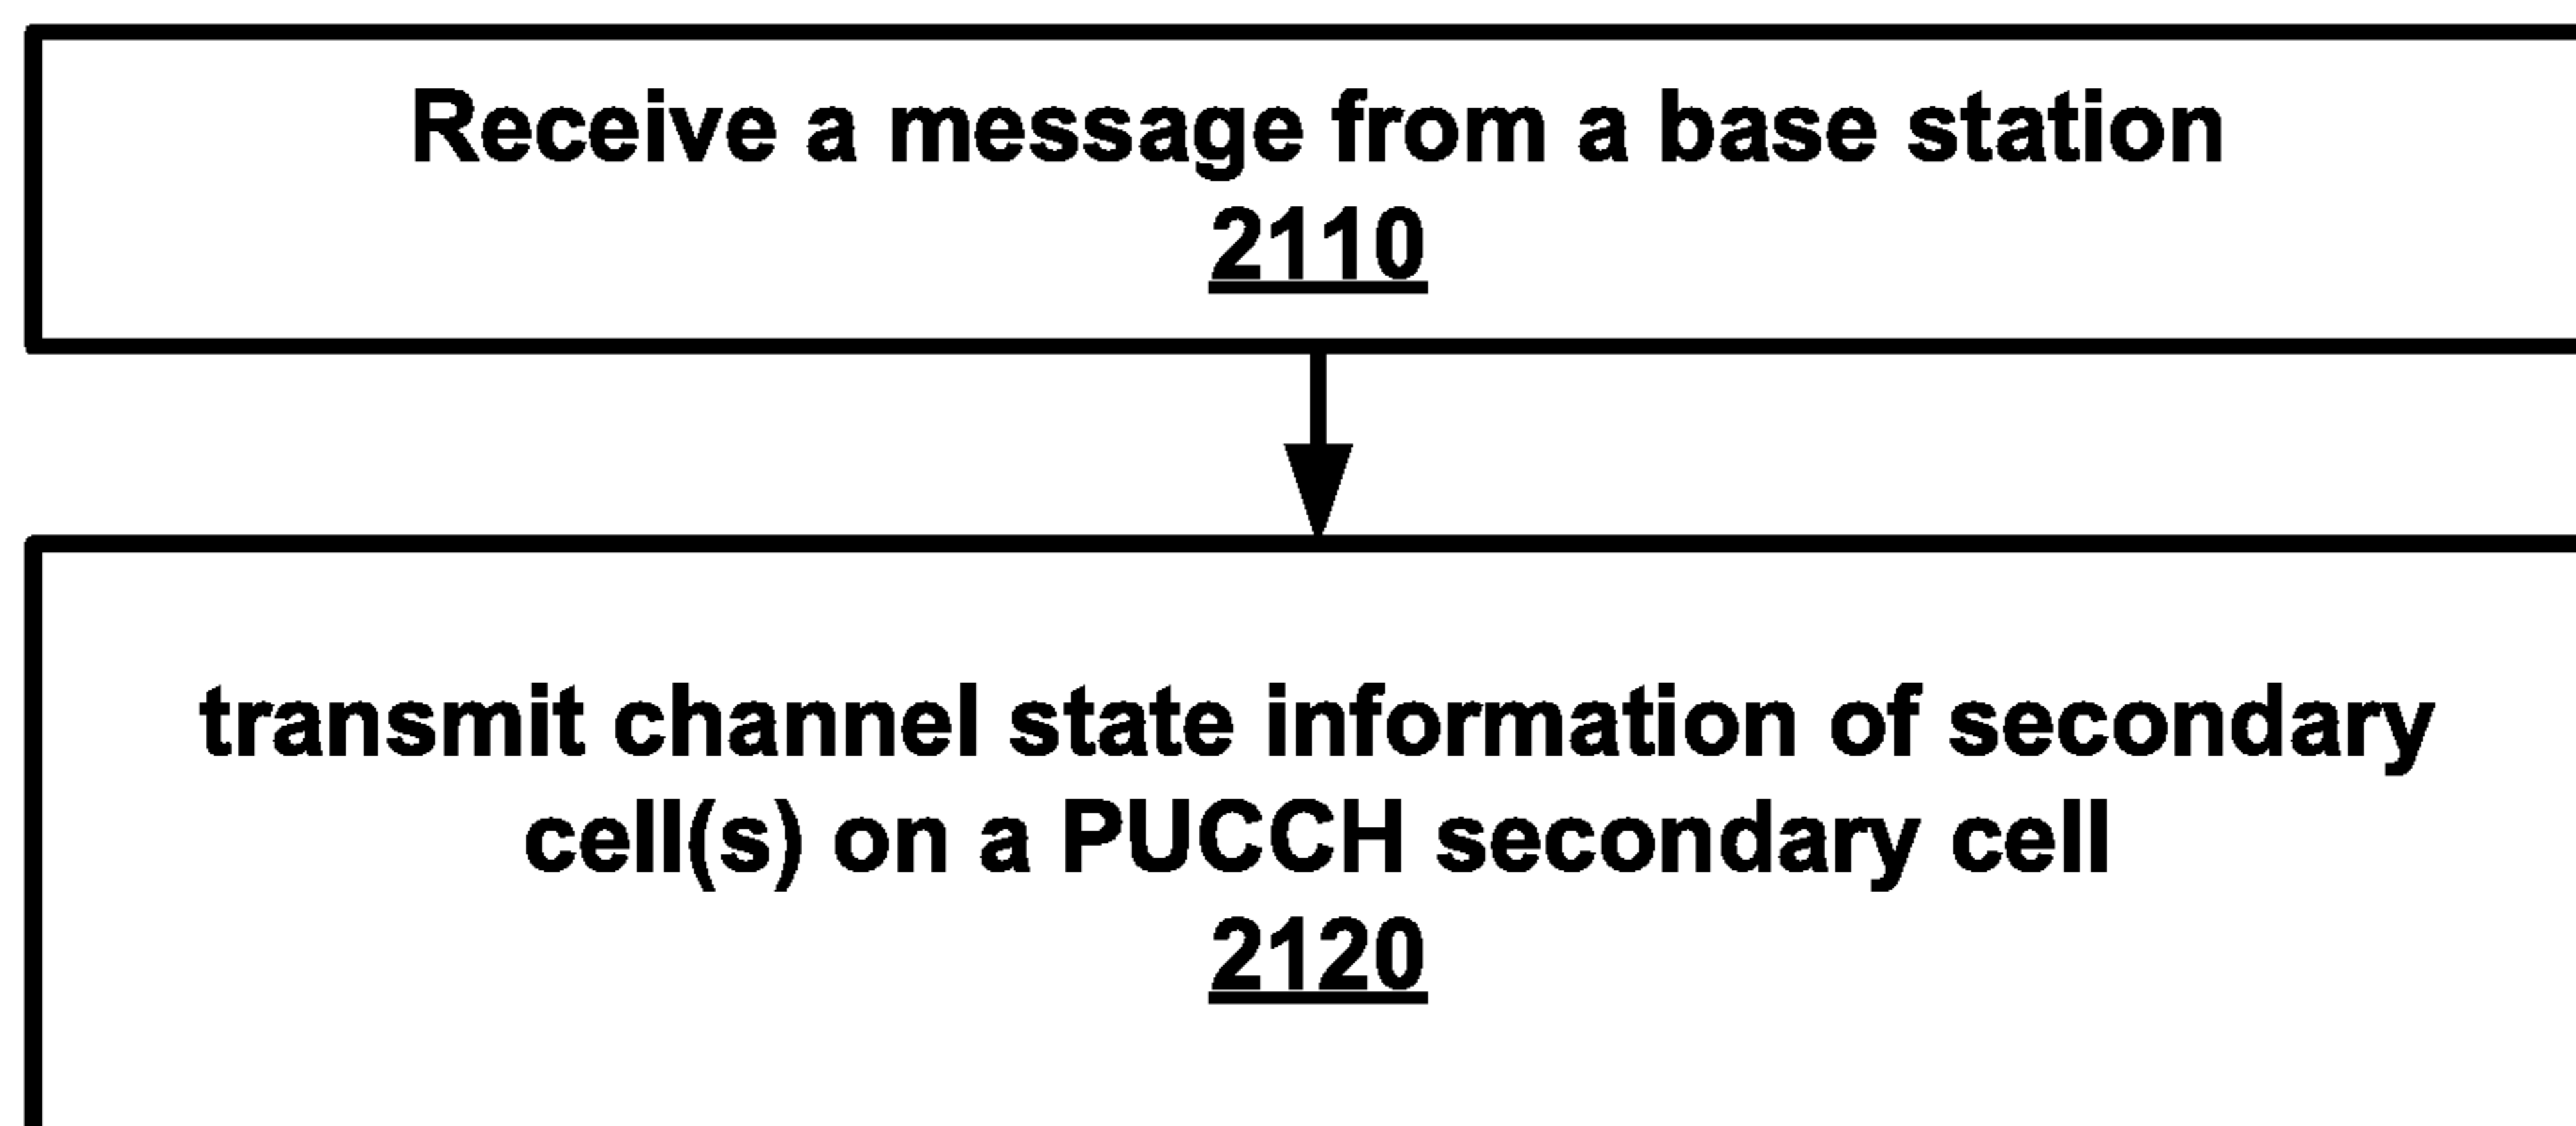 Receive a message from a base station
2110
transmit channel state information of secondary
cell(s) on a PUCCH secondary cell
2120